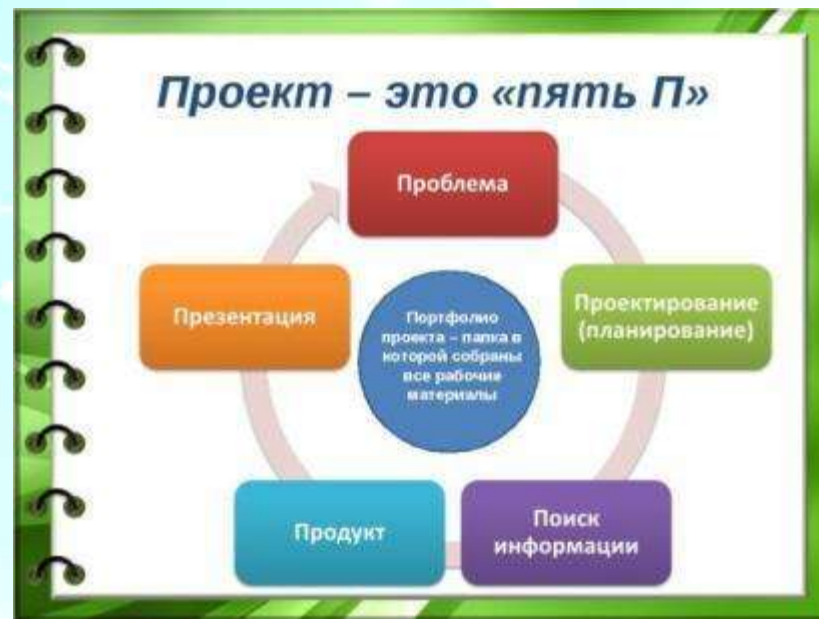 Проект – это «пять П»
Проблема
Проектирование
(планирование)
Поиск
информации
Продукт
Презентация
Портфолио
проекта – папка в
которой собраны
все рабочие
материалы